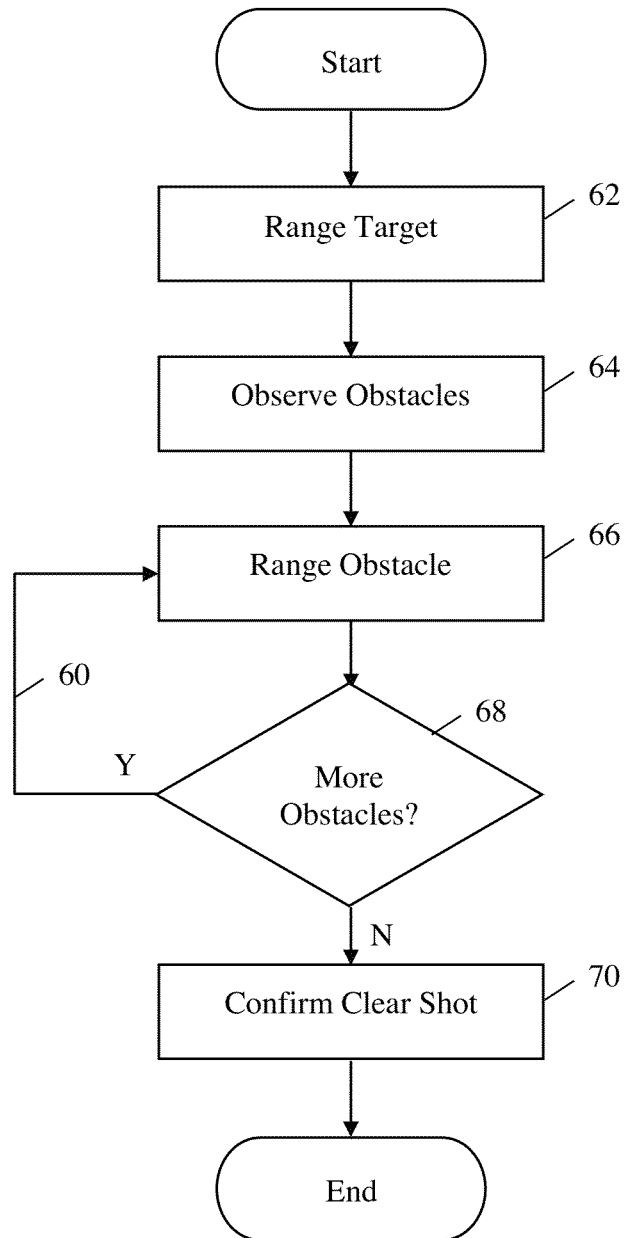 Start
Range Target
62
Observe Obstacles
64
Range Obstacle
66
60
68
Y
More
Obstacles?
N
Confirm Clear Shot
70
End